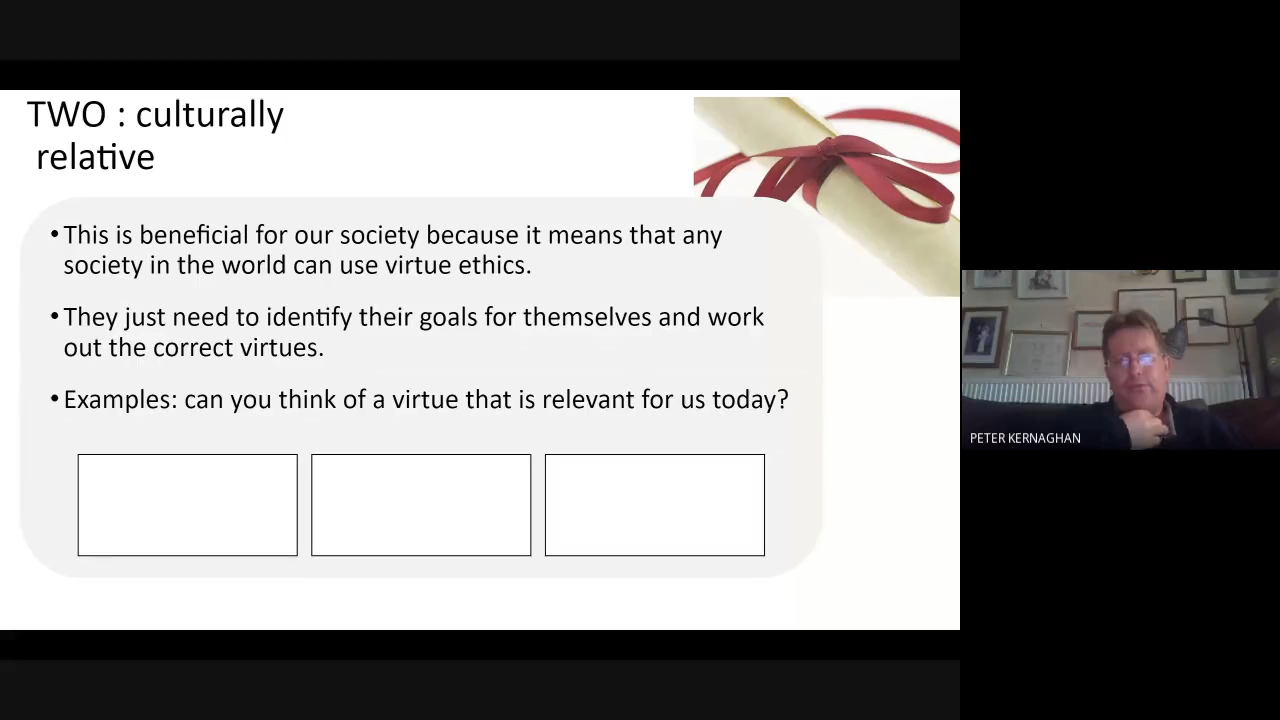 TWO : culturally
relative
• This is beneficial for our society because it means that any
society in the world can use virtue ethics.
• They just need to identify their goals for themselves and work
out the correct virtues.
• Examples: can you think of a virtue that is relevant for us today?
PETER KERNAGHAN